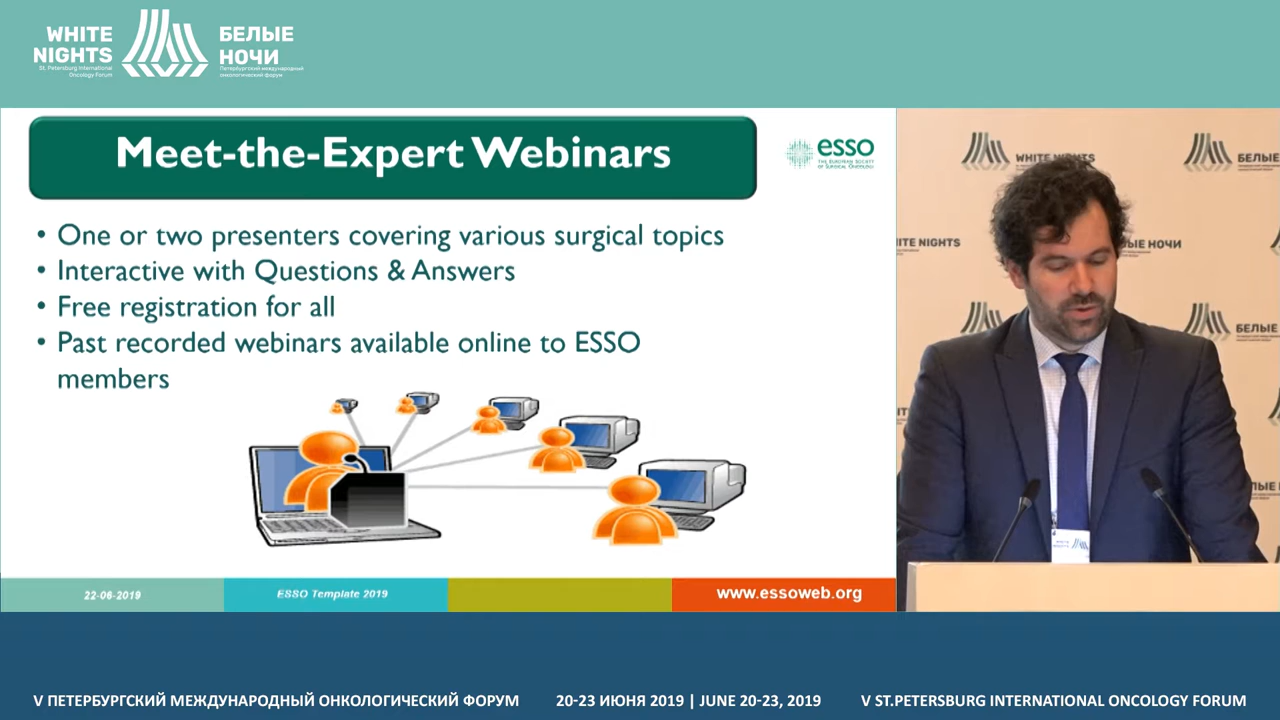 WHITE
NIGHTS
St. Petersburg International
Oncology Forum
БЕЛЫЕ
НОЧИ
Петербургский международный
онкологический форум
Meet-the-Expert Webinars
esso
THE EUROPEAN SOCIETY
OF SURGICAL ONCOLOGY
• One or two presenters covering various surgical topics
• Interactive with Questions & Answers
• Free registration for all
• Past recorded webinars available online to ESSO
members
22-06-2019
ESSO Template 2019
www.essoweb.org
WHITE NIGHTS
БЕЛЫЕ
ITE NIGHTS
ЫЕ НОЧИ
БЕЛЫЕ
V ПЕТЕРБУРГСКИЙ МЕЖДУНАРОДНЫЙ ОНКОЛОГИЧЕСКИЙ ФОРУМ
20-23 ИЮНЯ 2019 | JUNE 20-23, 2019
V ST.PETERSBURG INTERNATIONAL ONCOLOGY FORUM